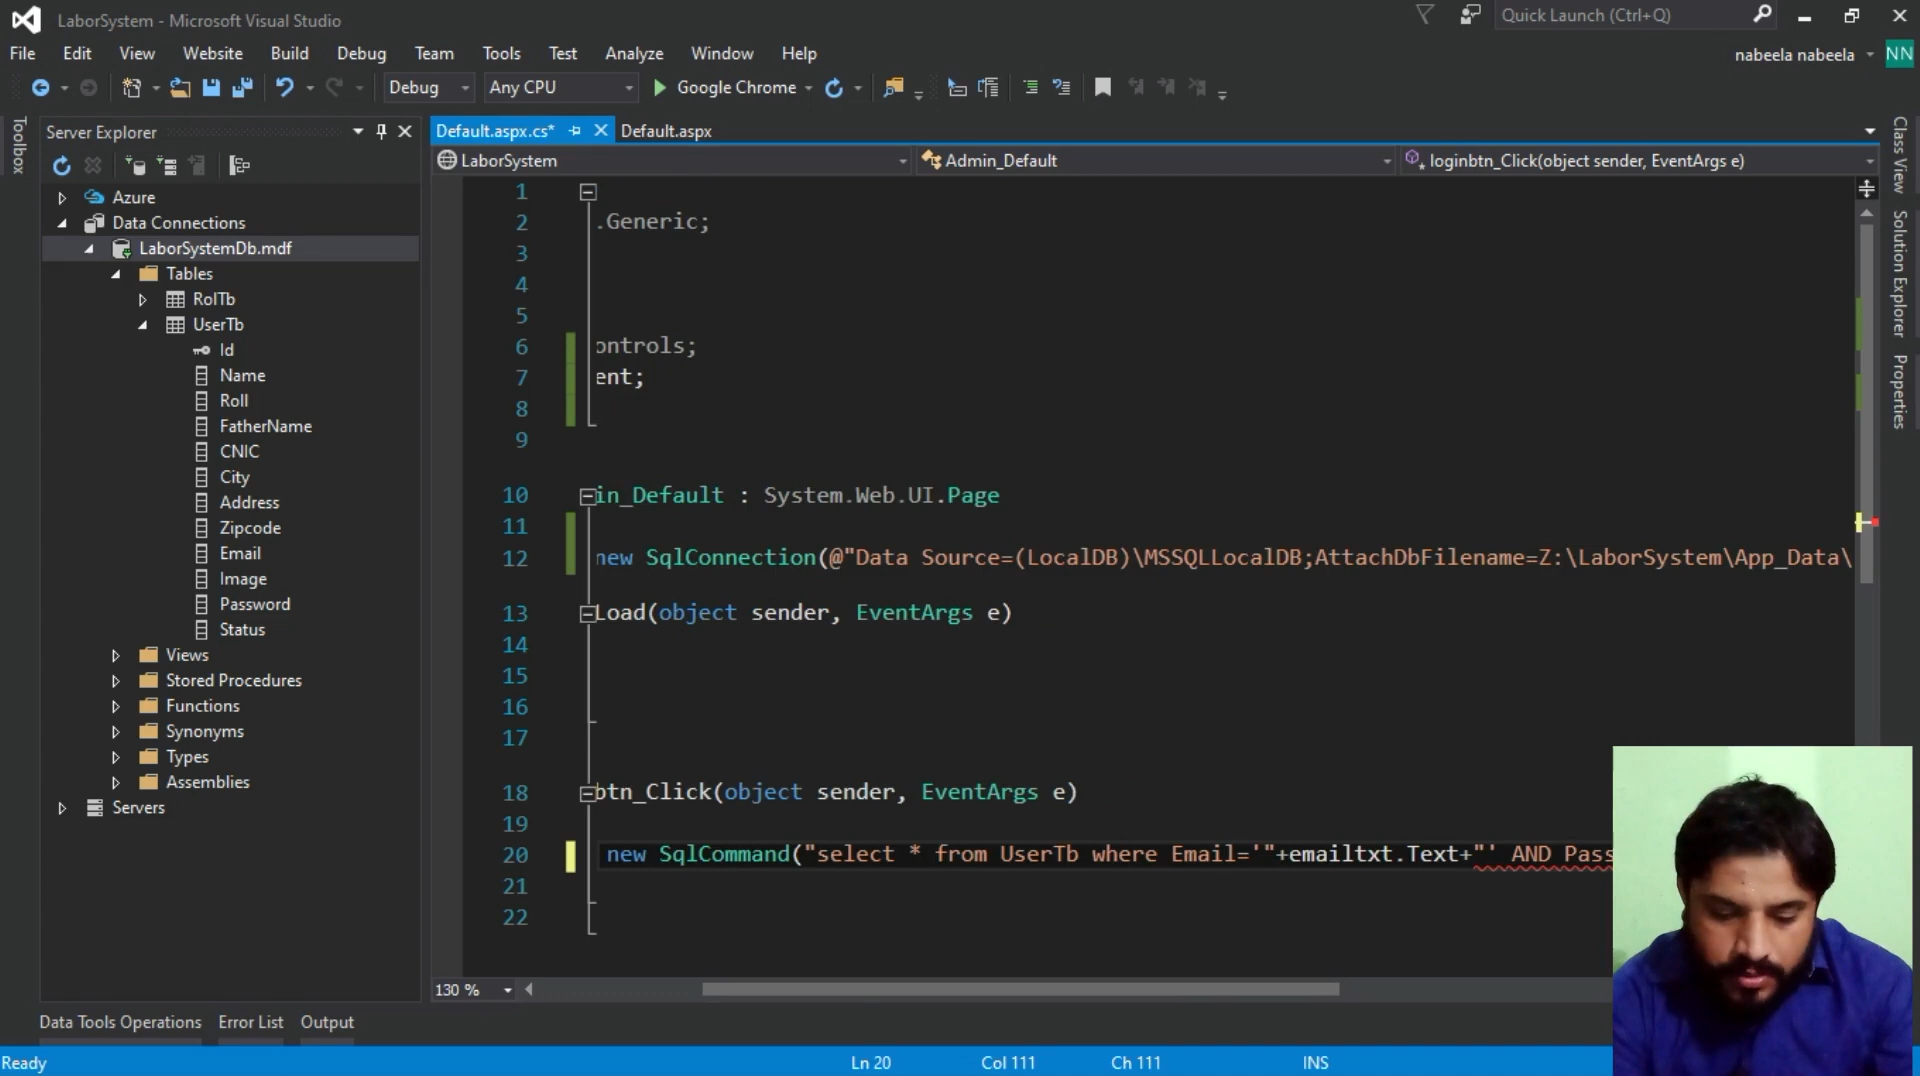 LaborSystem - Microsoft Visual Studio
Quick Launch (Ctrl+Q)
File Edit View Website Build Debug Team Tools Test Analyze Window Help
nabeela nabeela NN
Debug Any CPU Google Chrome
Toolbox
Server Explorer
Azure
Data Connections
LaborSystemDb.mdf
Tables
RolTb
UserTb
Id
Name
Roll
FatherName
CNIC
City
Address
Zipcode
Email
Image
Password
Status
Views
Stored Procedures
Functions
Synonyms
Types
Assemblies
Servers
Default.aspx.cs* Default.aspx
LaborSystem Admin_Default loginbtn_Click(object sender, EventArgs e)
1
2 .Generic;
3
4
5
6 ontrols;
7 ent;
8
9
10 in_Default : System.Web.UI.Page
11
12 new SqlConnection(@"Data Source=(LocalDB)\MSSQLLocalDB;AttachDbFilename=Z:\LaborSystem\App_Data\
13 Load(object sender, EventArgs e)
14
15
16
17
18 btn_Click(object sender, EventArgs e)
19
20 new SqlCommand("select * from UserTb where Email='"+emailtxt.Text+"' AND Pass
21
22
130 %
Class View
Solution Explorer
Properties
Data Tools Operations Error List Output
Ready Ln 20 Col 111 Ch 111 INS